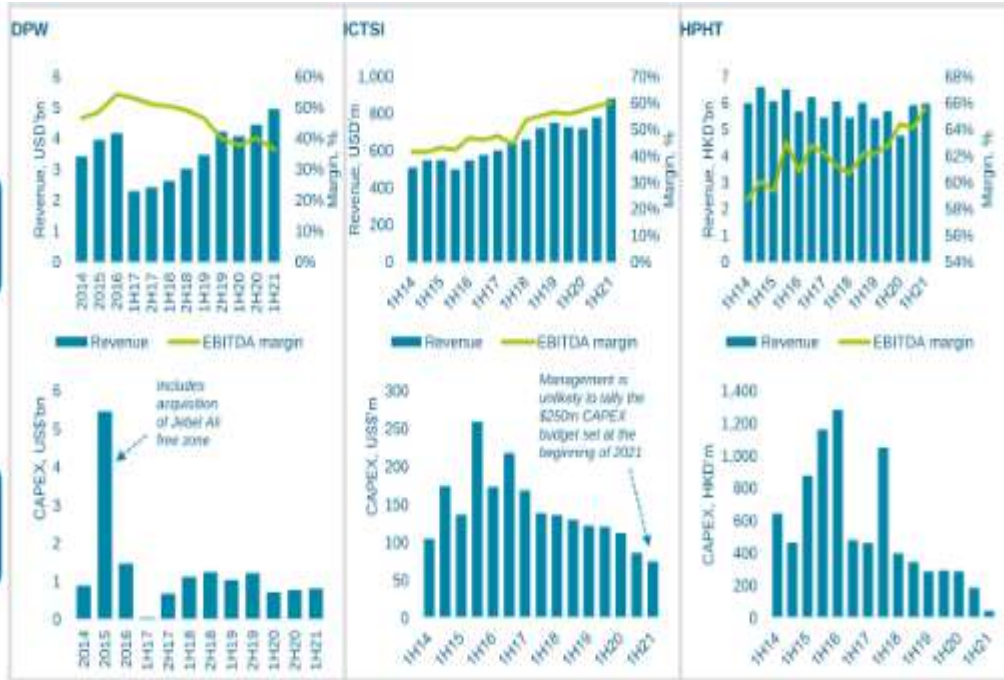 DPW
Revenue, USD'bn
6
5
4
3
2
1
0
60%
50%
40%
30%
20%
10%
0%
Margin, %
2014 2015 2016 1H17 2H17 1H18 2H18 1H19 2H19 1H20 2H20 1H21
Revenue EBITDA margin
ICTSI
Revenue, USD'm
1,000
800
600
400
200
0
70%
60%
50%
40%
30%
20%
10%
0%
Margin, %
1H14 1H15 1H16 1H17 1H18 1H19 1H20 1H21
Revenue EBITDA margin
HPHT
Revenue, HKD'bn
7
6
5
4
3
2
1
0
68%
66%
64%
62%
60%
58%
56%
54%
Margin, %
1H14 1H15 1H16 1H17 1H18 1H19 1H20 1H21
Revenue EBITDA margin
CAPEX, US$'bn
6
5
4
3
2
1
0
Includes
acquisition
of Jebel Ali
free zone
2014 2015 2016 1H17 2H17 1H18 2H18 1H19 2H19 1H20 2H20 1H21
CAPEX, US$'m
300
250
200
150
100
50
0
Management is
unlikely to tally the
$250m CAPEX
budget set at the
beginning of 2021
1H14 1H15 1H16 1H17 1H18 1H19 1H20 1H21
CAPEX, HKD'm
1,400
1,200
1,000
800
600
400
200
0
1H14 1H15 1H16 1H17 1H18 1H19 1H20 1H21